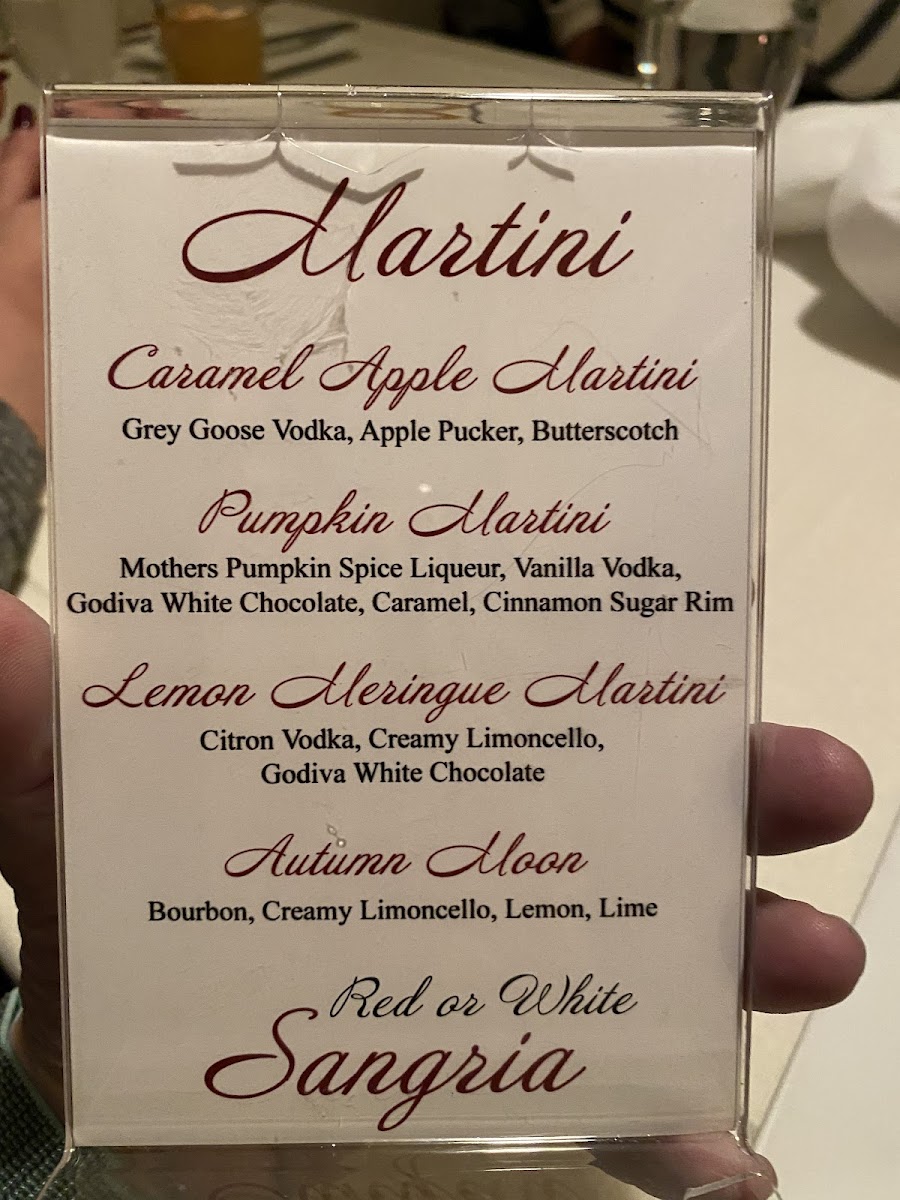 Martini
Caramel Apple Martini
Grey Goose Vodka, Apple Pucker, Butterscotch
Pumpkin Martini
Mothers Pumpkin Spice Liqueur, Vanilla Vodka,
Godiva White Chocolate, Caramel, Cinnamon Sugar Rim
Lemon Meringue Martini
Citron Vodka, Creamy Limoncello,
Godiva White Chocolate
Autumn Moon
Bourbon, Creamy Limoncello, Lemon, Lime
Red or White
Sangria